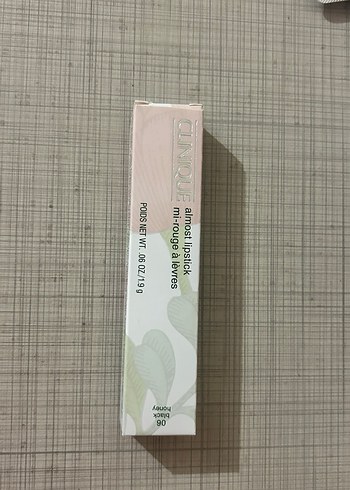 CLINIQUE
almost lipstick
mi-rouge à lèvres
POIDS NET WT. .06 OZ/1.9 g
06
black
honey